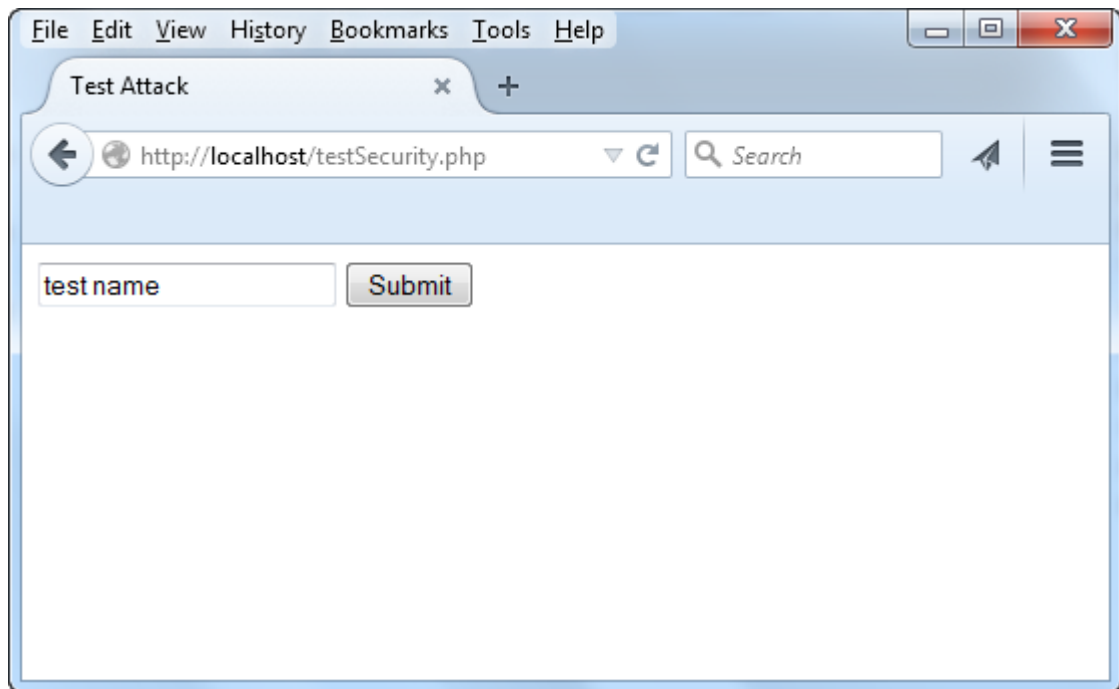 File Edit View History Bookmarks Tools Help
Test Attack
http://localhost/testSecurity.php Search
test name Submit